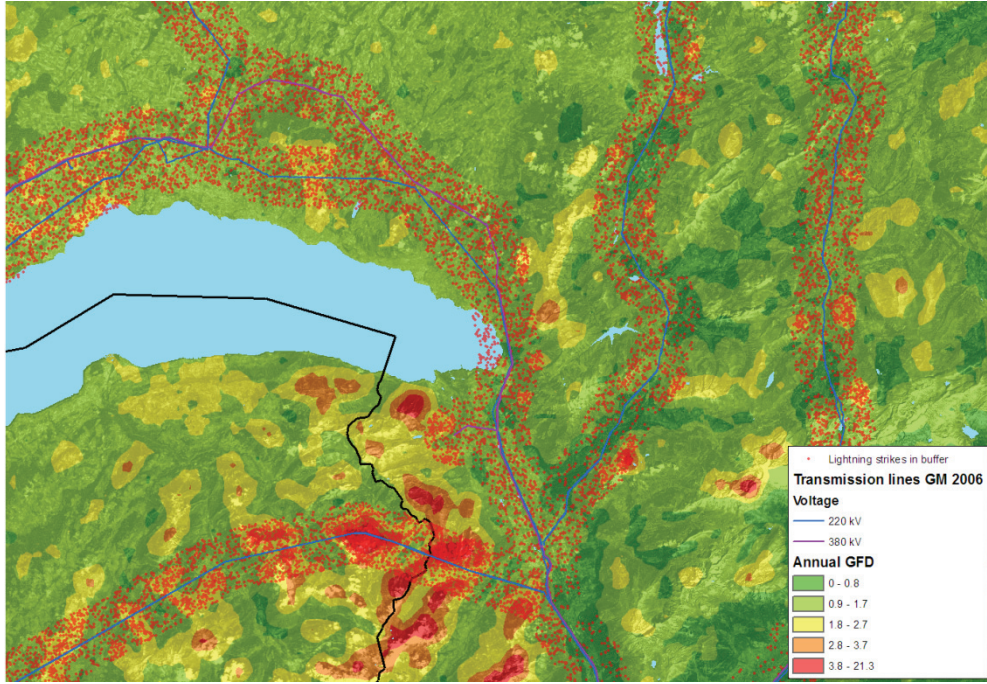 Lightning strikes in buffer
Transmission lines GM 2006
Voltage
220 kV
380 kV
Annual GFD
0 - 0.8
0.9 - 1.7
1.8 - 2.7
2.8 - 3.7
3.8 - 21.3